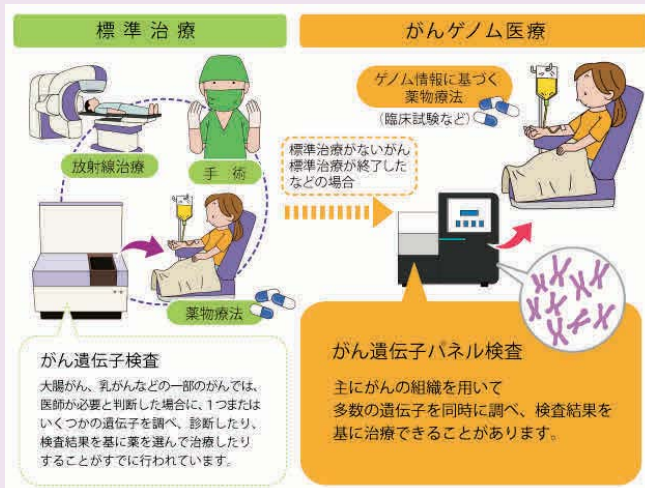 標準治療
放射線治療
手術
薬物療法
がん遺伝子検査
大腸がん、乳がんなどの一部のがんでは、
医師が必要と判断した場合に、1つまたは
いくつかの遺伝子を調べ、診断したり、
検査結果を基に薬を選んで治療したり
することがすでに行われています。
標準治療がないがん
標準治療が終了した
などの場合
がんゲノム医療
ゲノム情報に基づく
薬物療法
(臨床試験など)
がん遺伝子パネル検査
主にがんの組織を用いて
多数の遺伝子を同時に調べ、検査結果を
基に治療できることがあります。